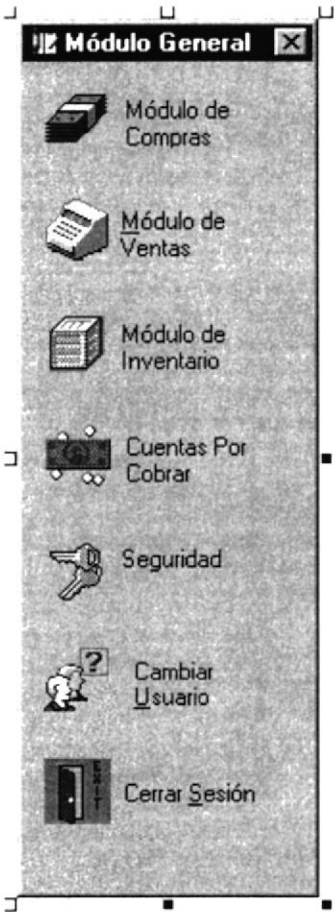 Módulo General
Módulo de
Compras
Módulo de
Ventas
Módulo de
Inventario
Cuentas Por
Cobrar
Seguridad
?
Cambiar
Usuario
EXIT
Cerrar Sesión